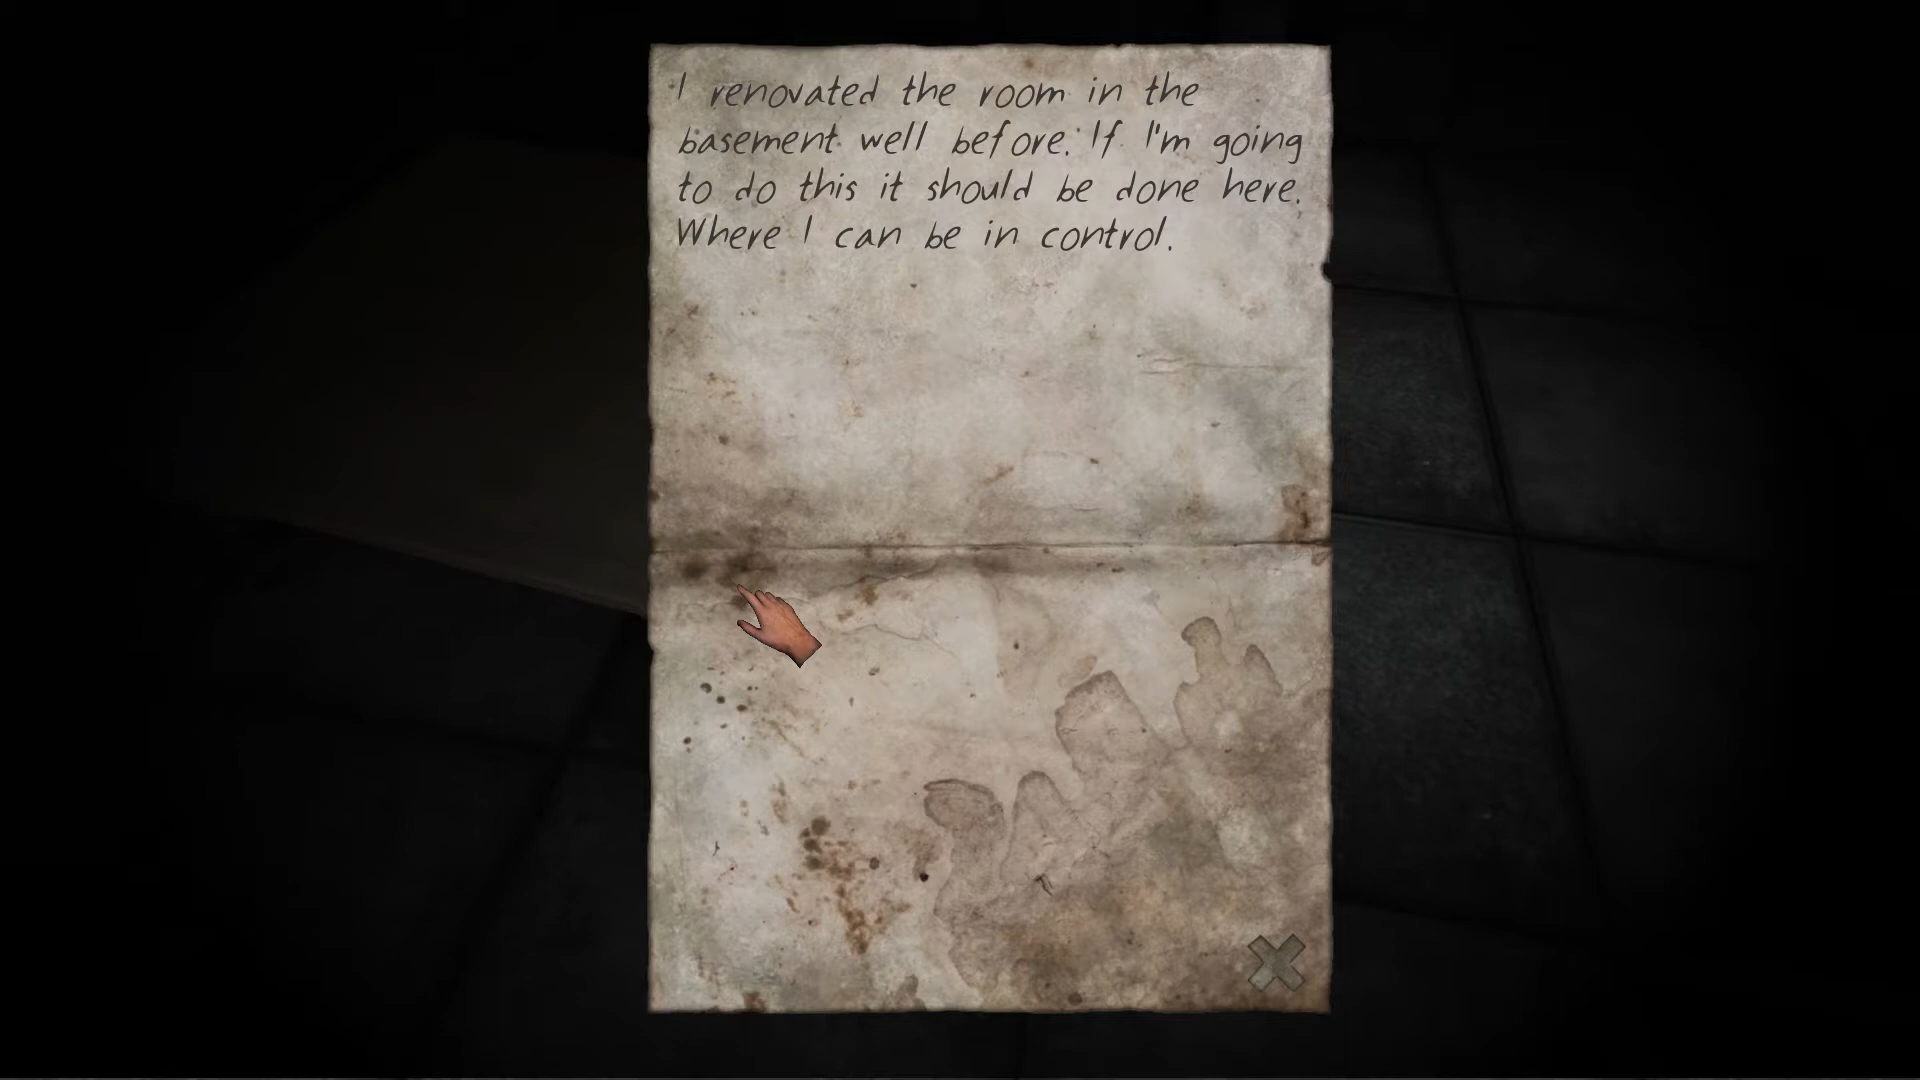 I renovated the room in the
basement well before. If I'm going
to do this it should be done here.
Where I can be in control.